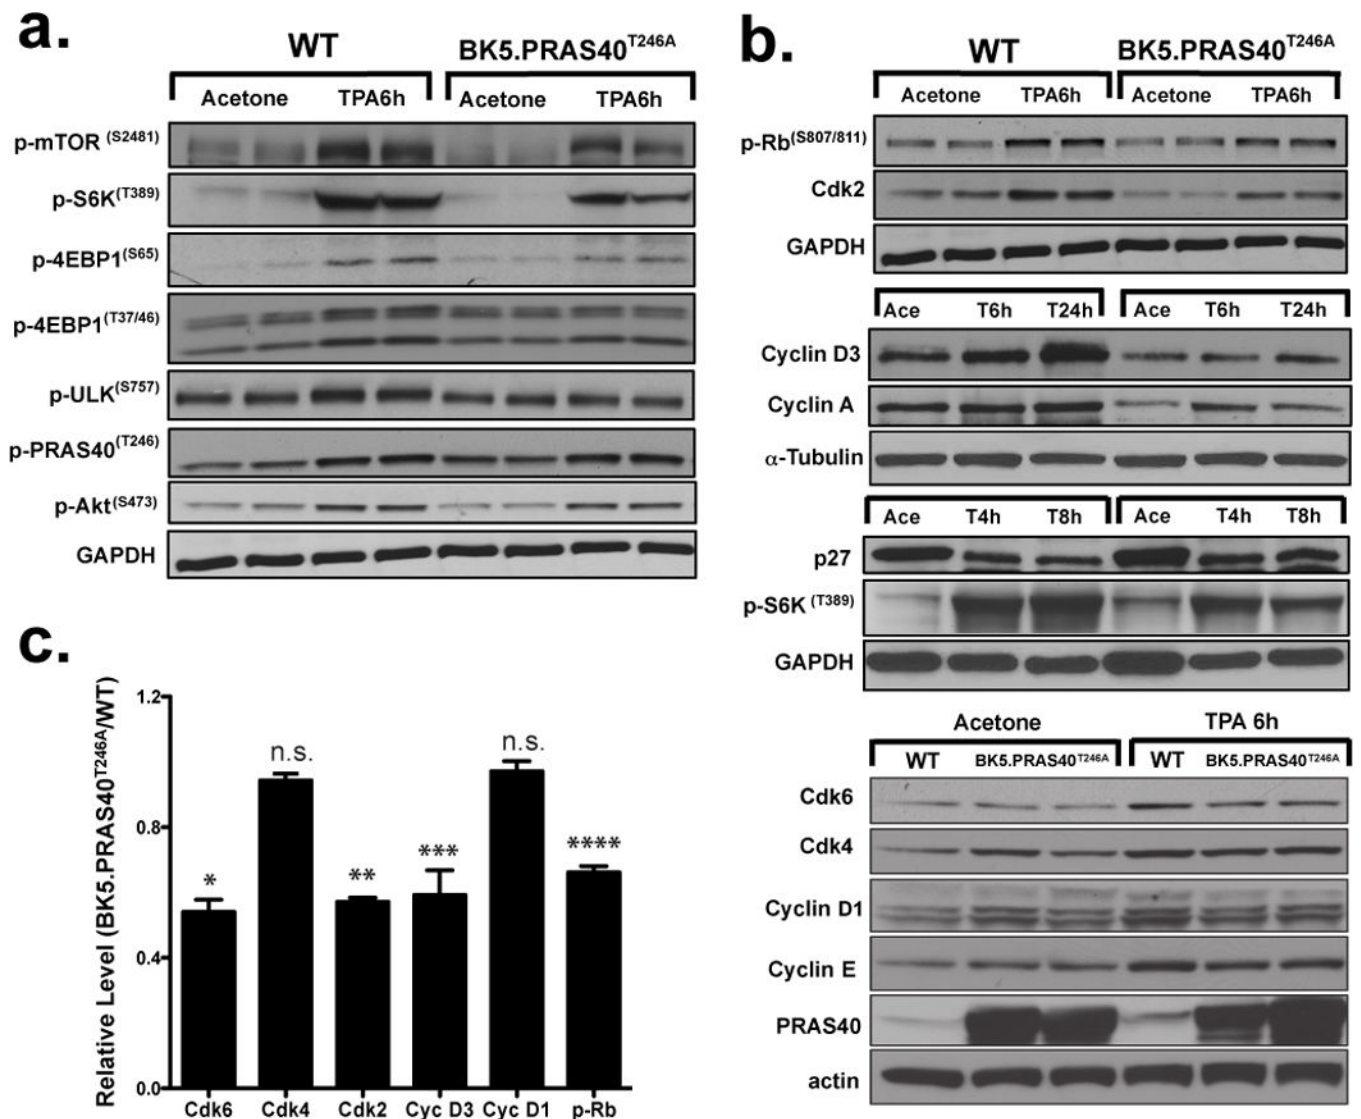 a.
WT BK5.PRAS40T246A
Acetone TPA6h Acetone TPA6h
p-mTOR (S2481)
p-S6K(T389)
p-4EBP1(S65)
p-4EBP1(T37/46)
p-ULK(S757)
p-PRAS40(T246)
p-Akt(S473)
GAPDH
b.
WT BK5.PRAS40T246A
Acetone TPA6h Acetone TPA6h
p-Rb(S807/811)
Cdk2
GAPDH
Ace T6h T24h Ace T6h T24h
Cyclin D3
Cyclin A
α-Tubulin
Ace T4h T8h Ace T4h T8h
p27
p-S6K (T389)
GAPDH
Acetone TPA 6h
WT BK5.PRAS40T246A WT BK5.PRAS40T246A
Cdk6
Cdk4
Cyclin D1
Cyclin E
PRAS40
actin
c.
Relative Level (BK5.PRAS40T246A/WT)
1.2
0.8
0.4
0.0
* n.s. ** *** n.s. ****
Cdk6 Cdk4 Cdk2 Cyc D3 Cyc D1 p-Rb